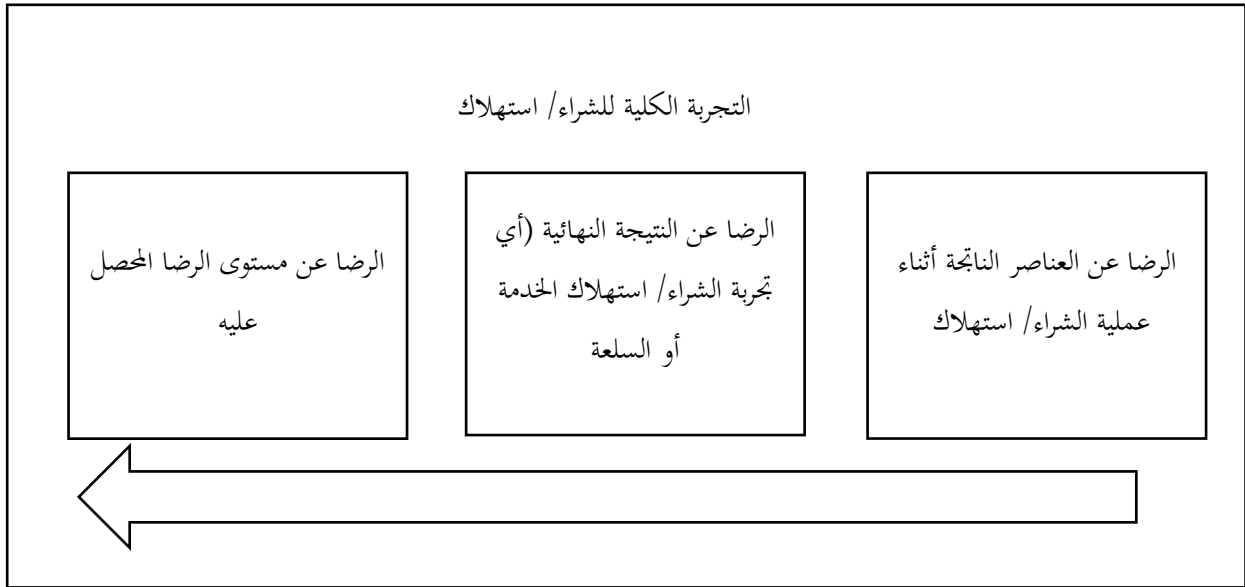 التجربة الكلية للشراء/ استهلاك
الرضا عن العناصر الناتجة أثناء
عملية الشراء/ استهلاك
الرضا عن النتيجة النهائية (أي
تجربة الشراء/ استهلاك الخدمة
أو السلعة
الرضا عن مستوى الرضا المحصل
عليه